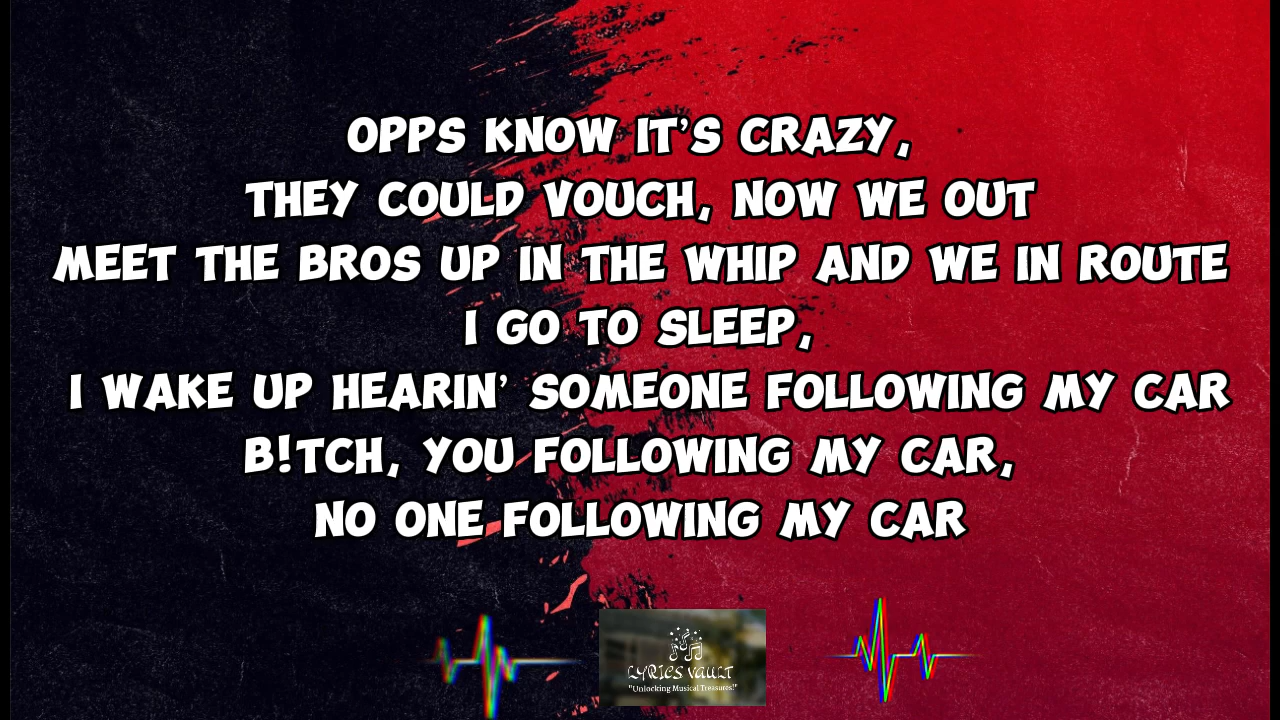 OPPS KNOW IT'S CRAZY,
THEY COULD VOUCH, NOW WE OUT
MEET THE BROS UP IN THE WHIP AND WE IN ROUTE
I GO TO SLEEP,
I WAKE UP HEARIN' SOMEONE FOLLOWING MY CAR
B!TCH, YOU FOLLOWING MY CAR,
NO ONE FOLLOWING MY CAR
LYRICS VAULT
"Unlocking Musical Treasures!"